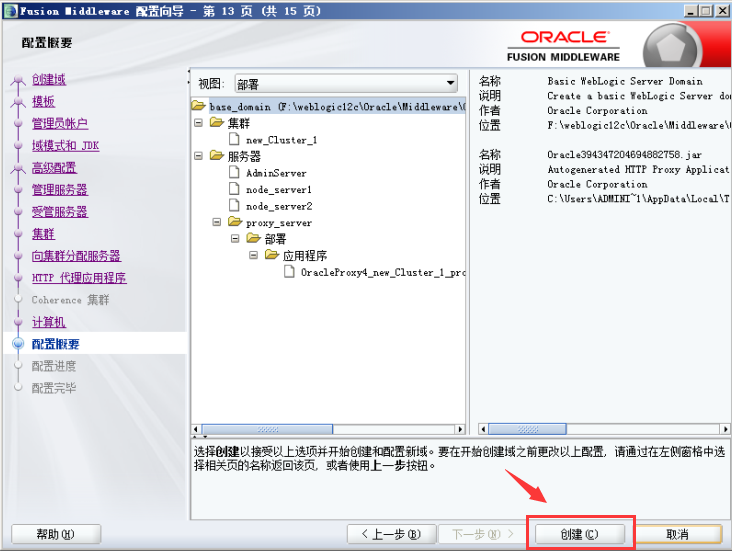 Fusion Middleware 配置向导 - 第 13 页 (共 15 页)
配置概要
ORACLE
FUSION MIDDLEWARE
创建域
模板
管理员帐户
域模式和 JDK
高级配置
管理服务器
受管服务器
集群
向集群分配服务器
HTTP 代理应用程序
Coherence 集群
计算机
配置概要
配置进度
配置完毕
视图: 部署
base_domain (F:\weblogic12c\Oracle\Middleware\
集群
new_Cluster_1
服务器
AdminServer
node_server1
node_server2
proxy_server
部署
应用程序
OracleProxy4_new_Cluster_1_pro
名称 Basic WebLogic Server Domain
说明 Create a basic WebLogic Server do
作者 Oracle Corporation
位置 F:\weblogic12c\Oracle\Middleware\
名称 Oracle394347204694882758.jar
说明 Autogenerated HTTP Proxy Applicat
作者 Oracle Corporation
位置 C:\Users\ADMINI~1\AppData\Local\T
选择创建以接受以上选项并开始创建和配置新域。要在开始创建域之前更改以上配置, 请通过在左侧窗格中选
择相关页的名称返回该页, 或者使用上一步按钮。
帮助(H)
< 上一步(B)
下一步(N) >
创建(C)
取消